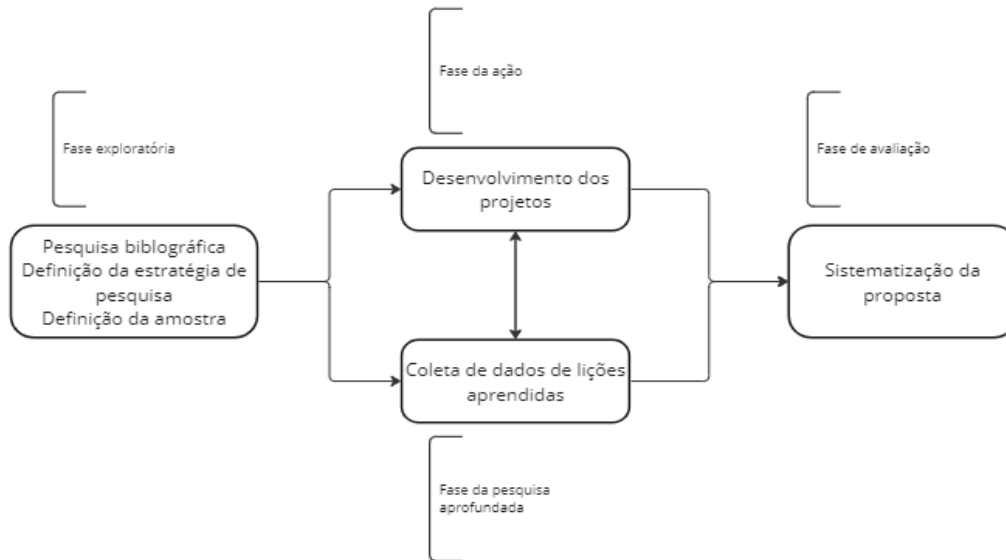 Fase da ação
Fase exploratória
Fase de avaliação
Desenvolvimento dos
projetos
Pesquisa biblográfica
Definição da estratégia de
pesquisa
Definição da amostra
Sistematização da
proposta
Coleta de dados de lições
aprendidas
Fase da pesquisa
aprofundada